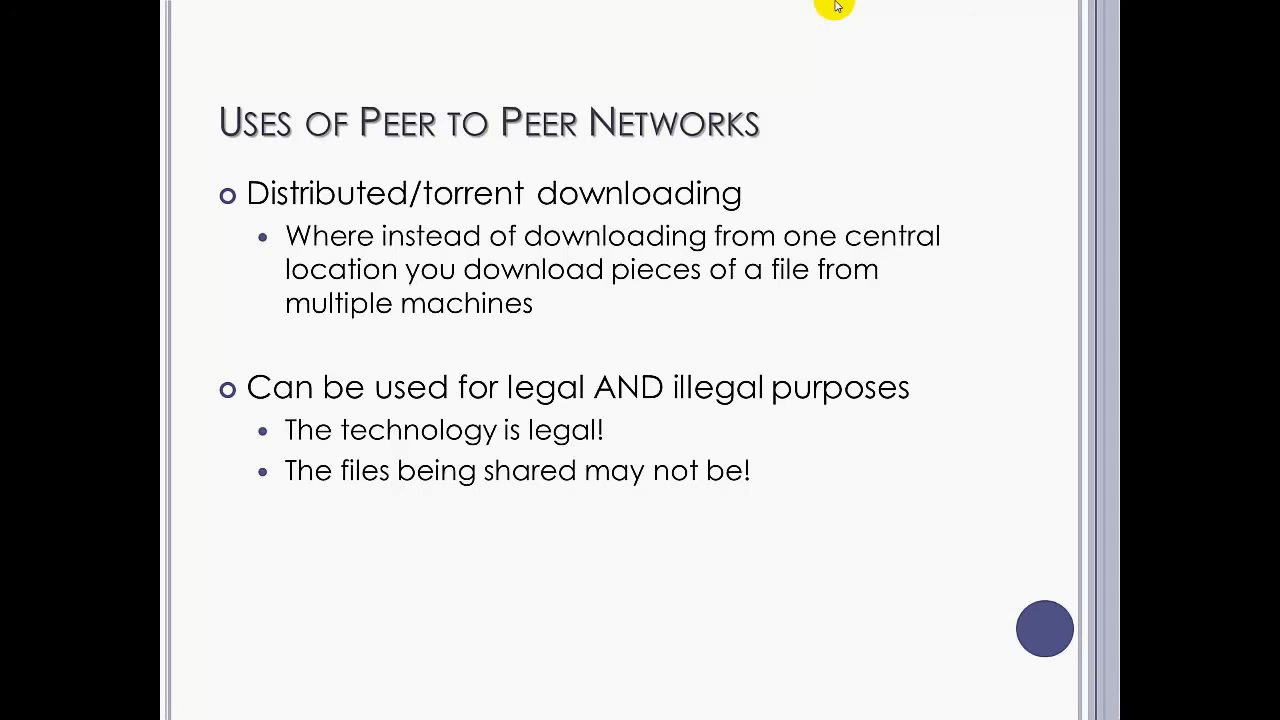 Uses of Peer to Peer Networks
Distributed/torrent downloading
Where instead of downloading from one central
location you download pieces of a file from
multiple machines
Can be used for legal AND illegal purposes
The technology is legal!
The files being shared may not be!